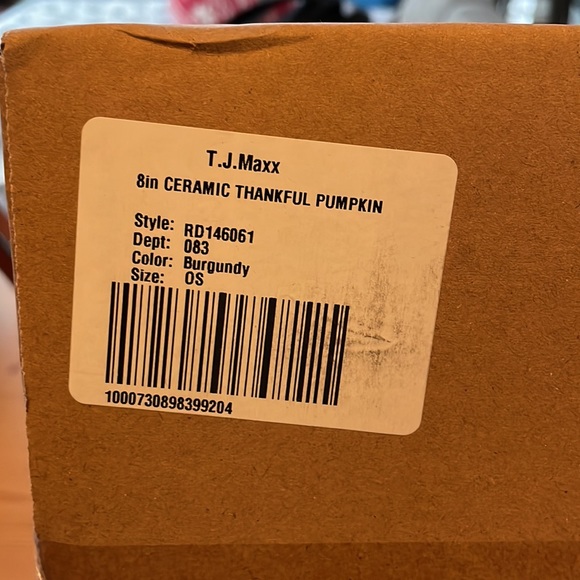 T.J.Maxx
8in CERAMIC THANKFUL PUMPKIN
Style: RD146061
Dept: 083
Color: Burgundy
Size: OS
1000730898399204